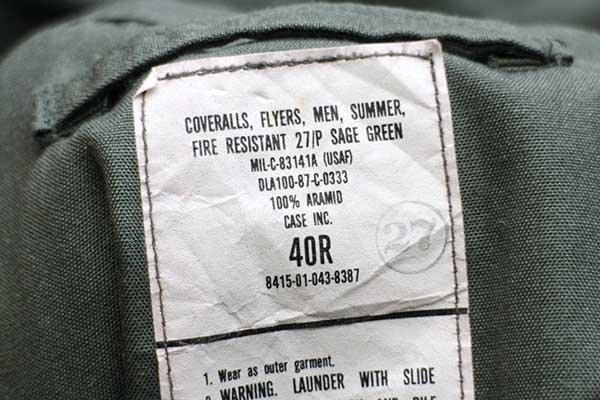 COVERALLS, FLYERS, MEN, SUMMER,
FIRE RESISTANT 27/P SAGE GREEN
MIL-C-83141A (USAF)
DLA100-87-C-0333
100% ARAMID
CASE INC.
27
40R
8415-01-043-8387
1. Wear as outer garment.
WARNING. LAUNDER WITH SLIDE